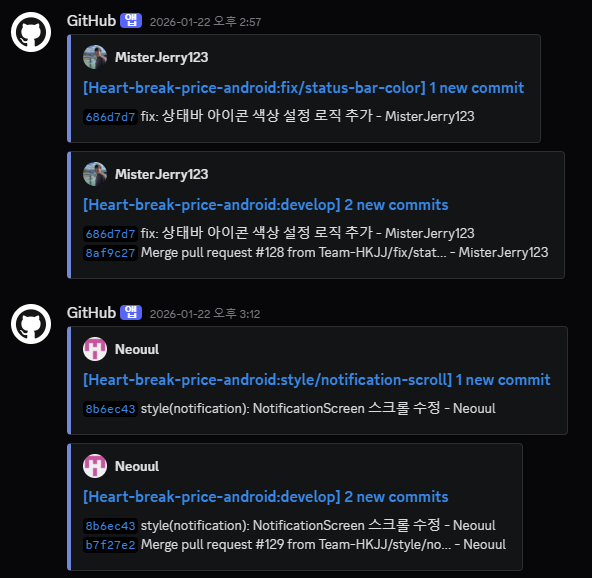 GitHub 앱 2026-01-22 오후 2:57
MisterJerry123
[Heart-break-price-android:fix/status-bar-color] 1 new commit
686d7d7 fix: 상태바 아이콘 색상 설정 로직 추가 - MisterJerry123
MisterJerry123
[Heart-break-price-android:develop] 2 new commits
686d7d7 fix: 상태바 아이콘 색상 설정 로직 추가 - MisterJerry123
8af9c27 Merge pull request #128 from Team-HKJJ/fix/stat... - MisterJerry123
GitHub 앱 2026-01-22 오후 3:12
Neouul
[Heart-break-price-android:style/notification-scroll] 1 new commit
8b6ec43 style(notification): NotificationScreen 스크롤 수정 - Neouul
Neouul
[Heart-break-price-android:develop] 2 new commits
8b6ec43 style(notification): NotificationScreen 스크롤 수정 - Neouul
b7f27e2 Merge pull request #129 from Team-HKJJ/style/no... - Neouul